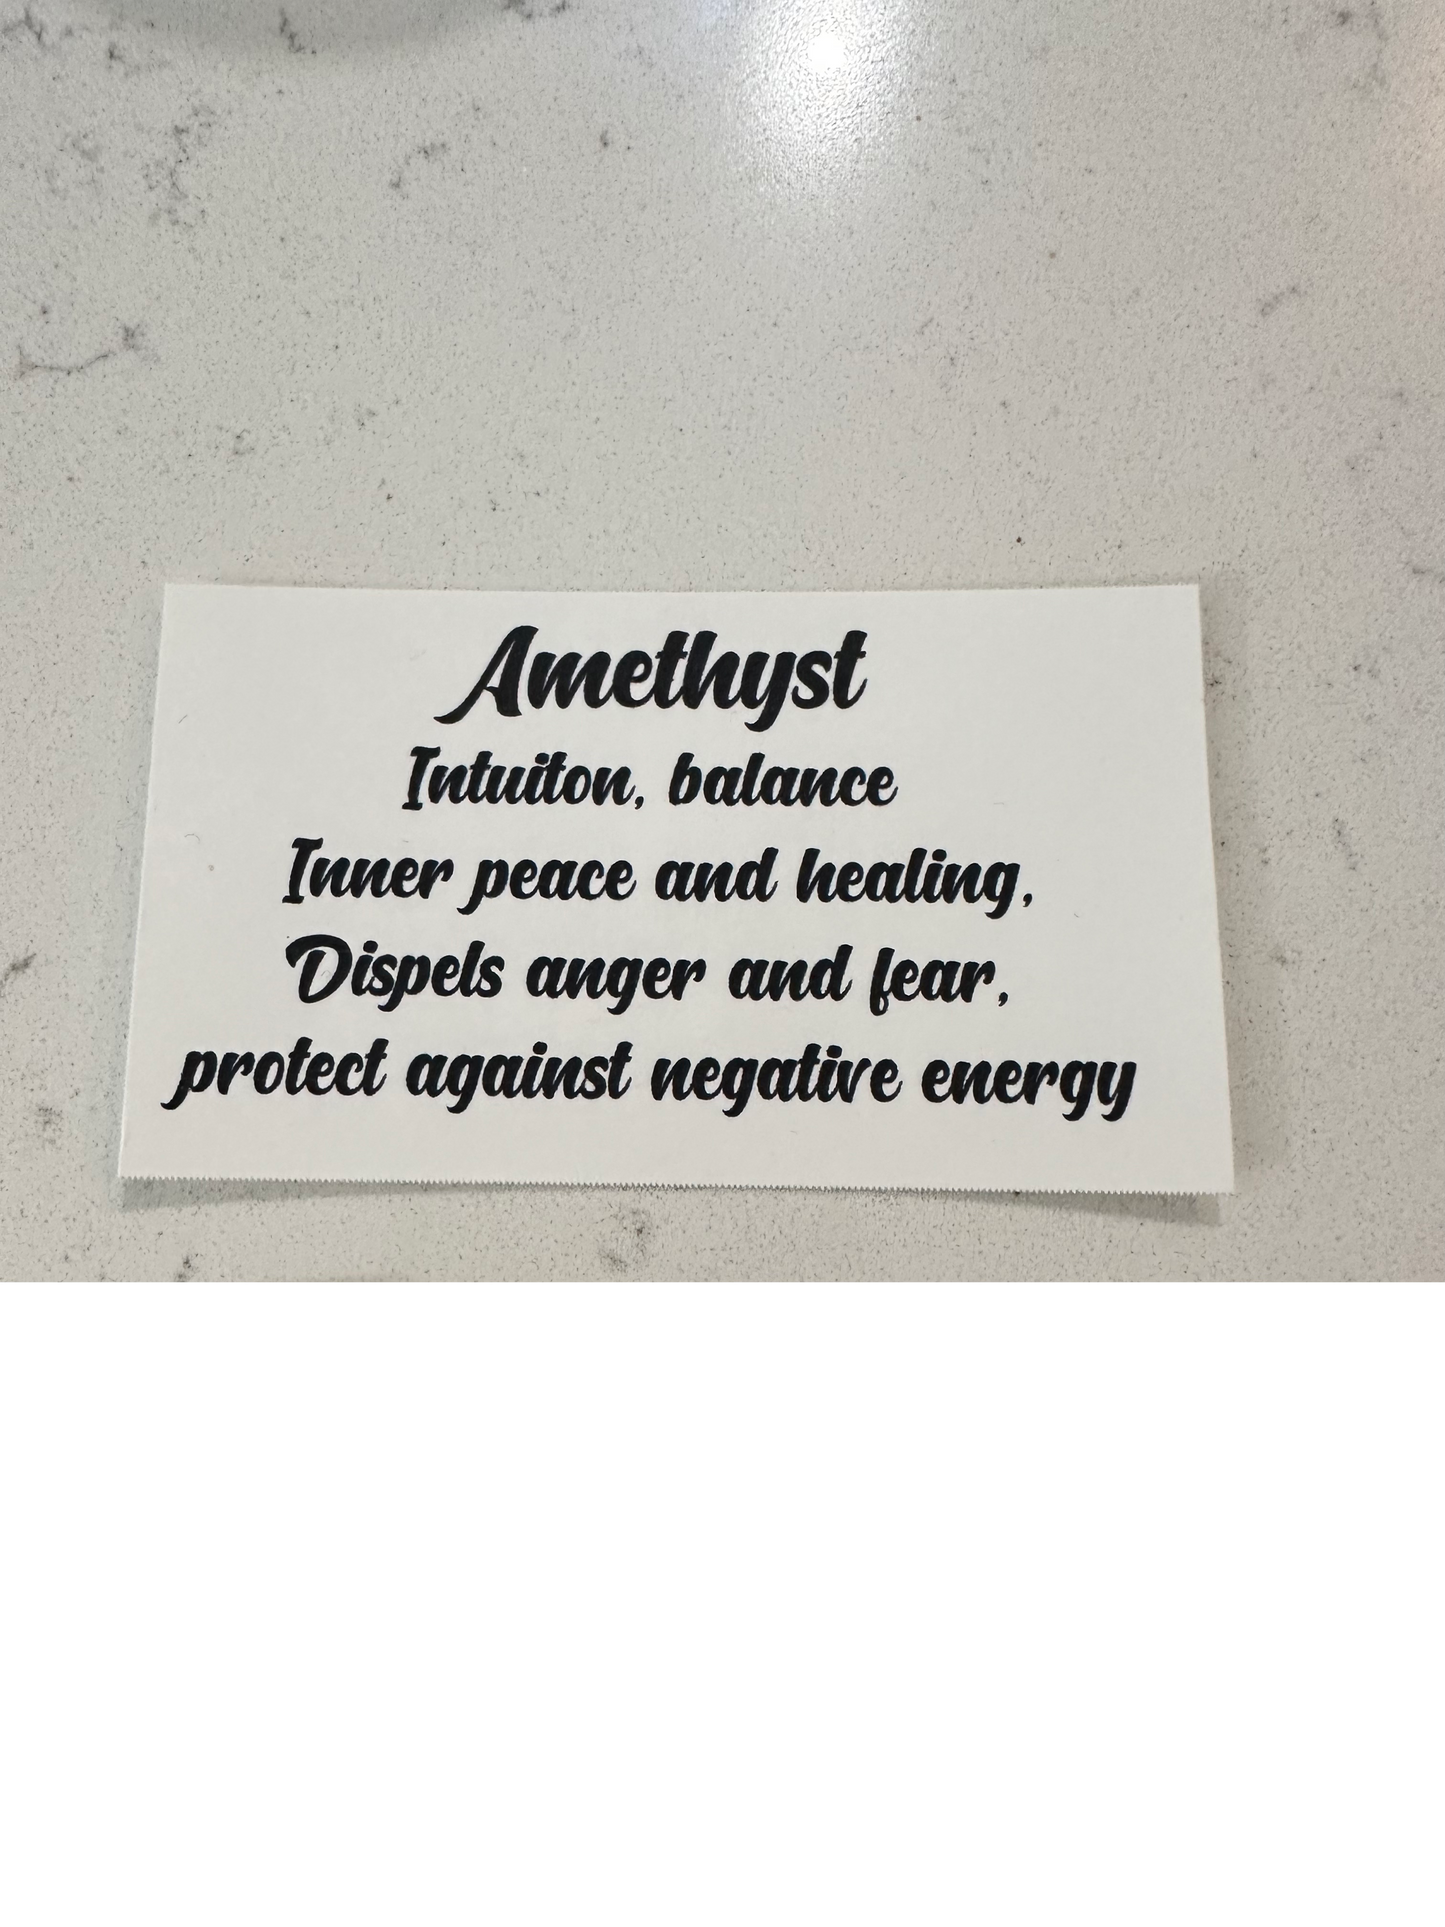 Amethyst
Intuiton, balance
Inner peace and healing,
Dispels anger and fear,
protect against negative energy